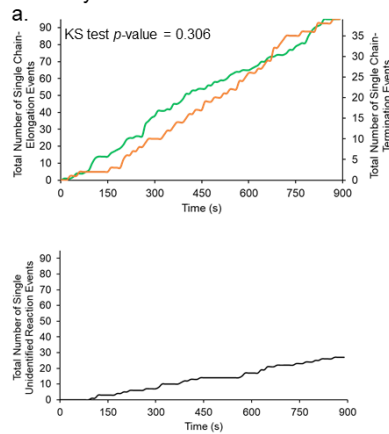 a.
KS test p-value = 0.306
Total Number of Single Chain-
Elongation Events
90
80
70
60
50
40
30
20
10
0
35
30
25
20
15
10
5
0
Total Number of Single Chain-
Termination Events
0 150 300 450 600 750 900
Time (s)
Total Number of Single
Unidentified Reaction Events
90
80
70
60
50
40
30
20
10
0
0 150 300 450 600 750 900
Time (s)